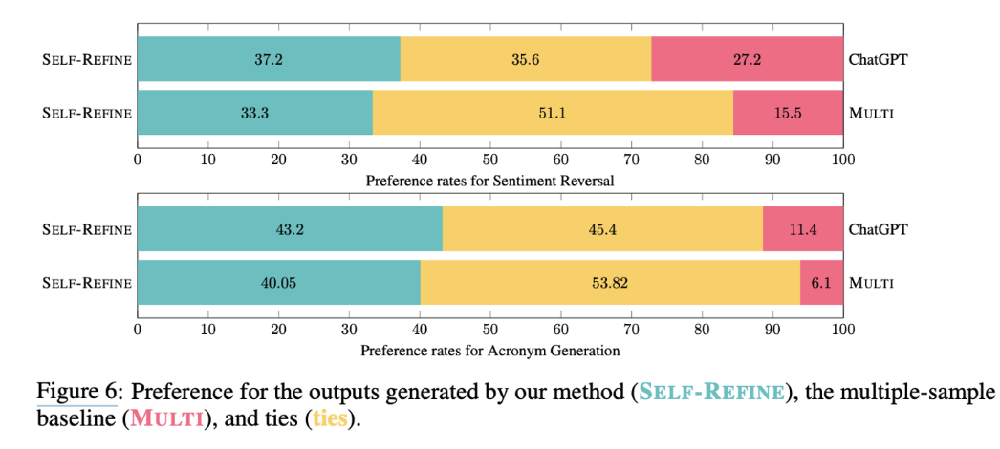 SELF-REFINE 37.2 35.6 27.2 ChatGPT
SELF-REFINE 33.3 51.1 15.5 MULTI
0 10 20 30 40 50 60 70 80 90 100
Preference rates for Sentiment Reversal
SELF-REFINE 43.2 45.4 11.4 ChatGPT
SELF-REFINE 40.05 53.82 6.1 MULTI
0 10 20 30 40 50 60 70 80 90 100
Preference rates for Acronym Generation
Figure 6: Preference for the outputs generated by our method (SELF-REFINE), the multiple-sample
baseline (MULTI), and ties (ties).